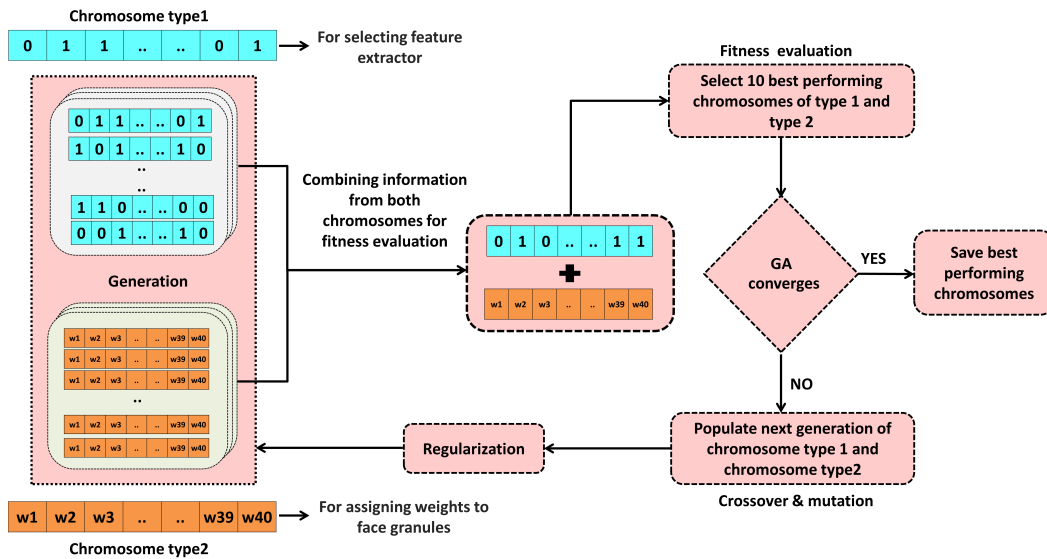 Chromosome type1
0 1 1 .. .. 0 1
For selecting feature
extractor
0 1 1 .. .. 0 1
1 0 1 .. .. 1 0
..
..
1 1 0 .. .. 0 0
0 0 1 .. .. 1 0
Generation
w1 w2 w3 .. .. w39 w40
w1 w2 w3 .. .. w39 w40
w1 w2 w3 .. .. w39 w40
..
w1 w2 w3 .. .. w39 w40
w1 w2 w3 .. .. w39 w40
w1 w2 w3 .. .. w39 w40
For assigning weights to
face granules
Chromosome type2
Combining information
from both
chromosomes for
fitness evaluation
0 1 0 .. .. 1 1
+
w1 w2 w3 .. .. w39 w40
Fitness evaluation
Select 10 best performing
chromosomes of type 1 and
type 2
GA
converges
YES
Save best
performing
chromosomes
NO
Populate next generation of
chromosome type 1 and
chromosome type2
Crossover & mutation
Regularization